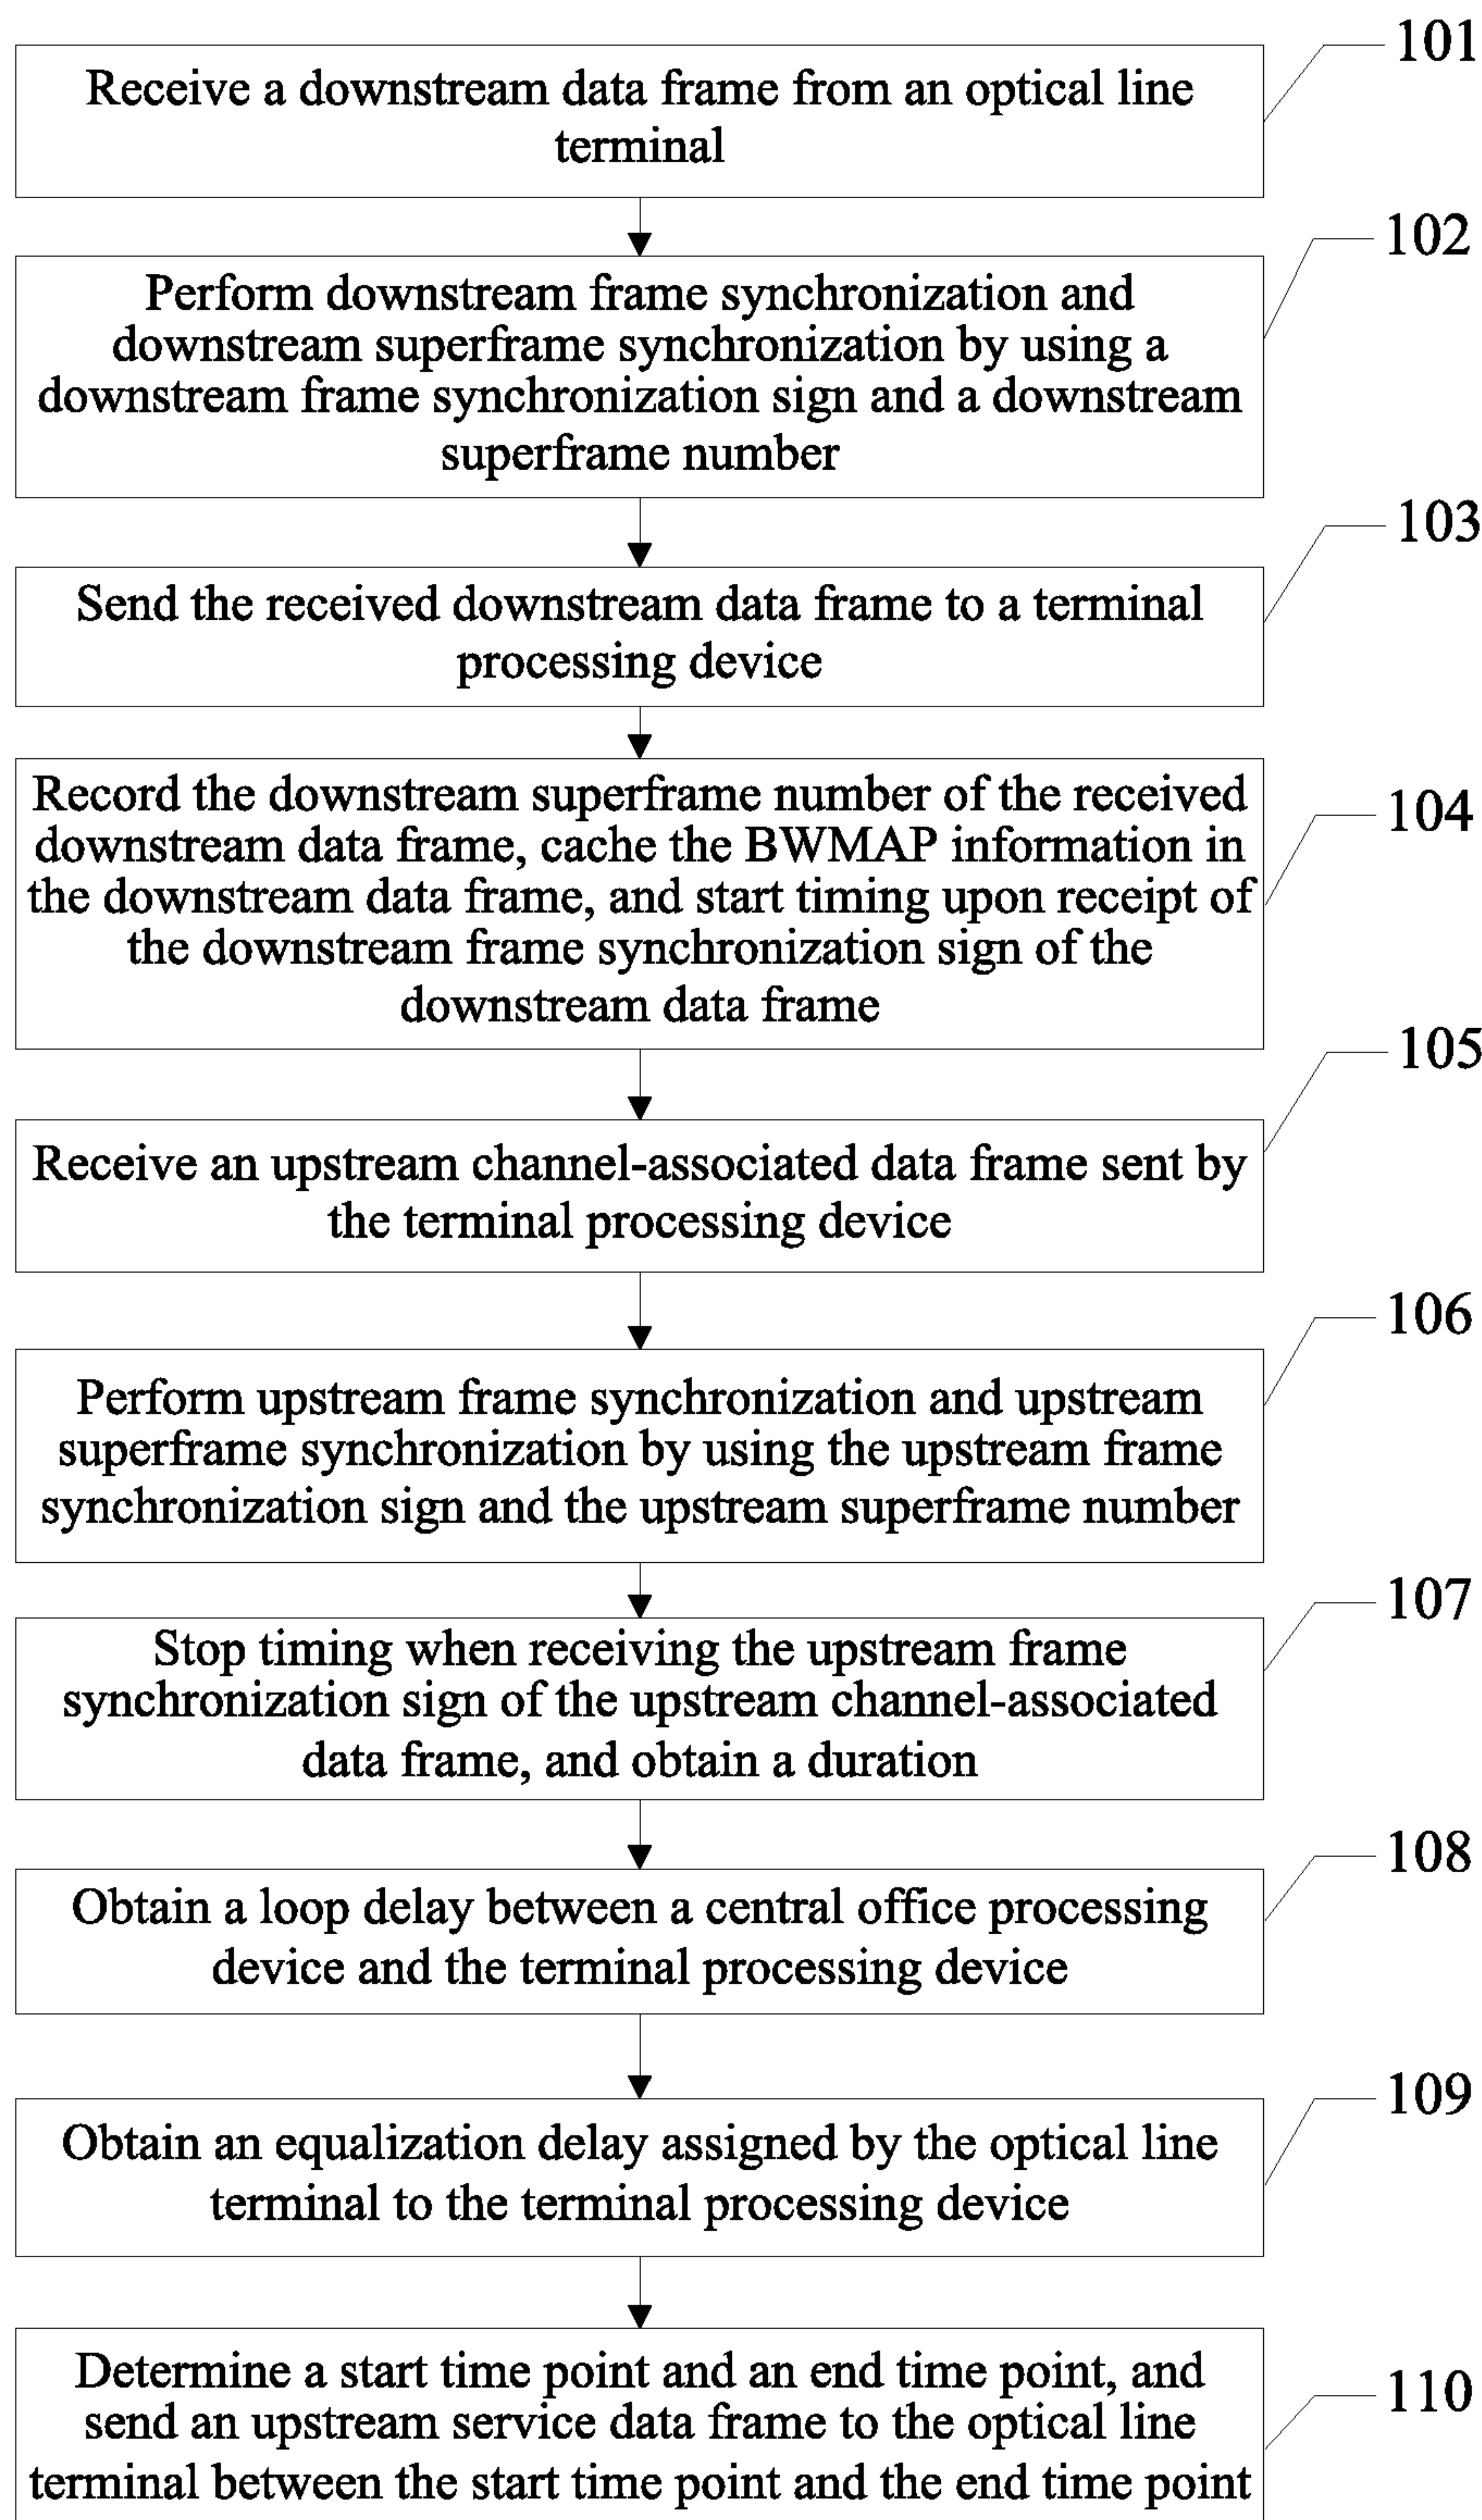 101
Receive a downstream data frame from an optical line
terminal
102
Perform downstream frame synchronization and
downstream superframe synchronization by using a
downstream frame synchronization sign and a downstream
superframe number
103
Send the received downstream data frame to a terminal
processing device
104
Record the downstream superframe number of the received
downstream data frame, cache the BWMAP information in
the downstream data frame, and start timing upon receipt of
the downstream frame synchronization sign of the
downstream data frame
105
Receive an upstream channel-associated data frame sent by
the terminal processing device
106
Perform upstream frame synchronization and upstream
superframe synchronization by using the upstream frame
synchronization sign and the upstream superframe number
107
Stop timing when receiving the upstream frame
synchronization sign of the upstream channel-associated
data frame, and obtain a duration
108
Obtain a loop delay between a central office processing
device and the terminal processing device
109
Obtain an equalization delay assigned by the optical line
terminal to the terminal processing device
110
Determine a start time point and an end time point, and
send an upstream service data frame to the optical line
terminal between the start time point and the end time point